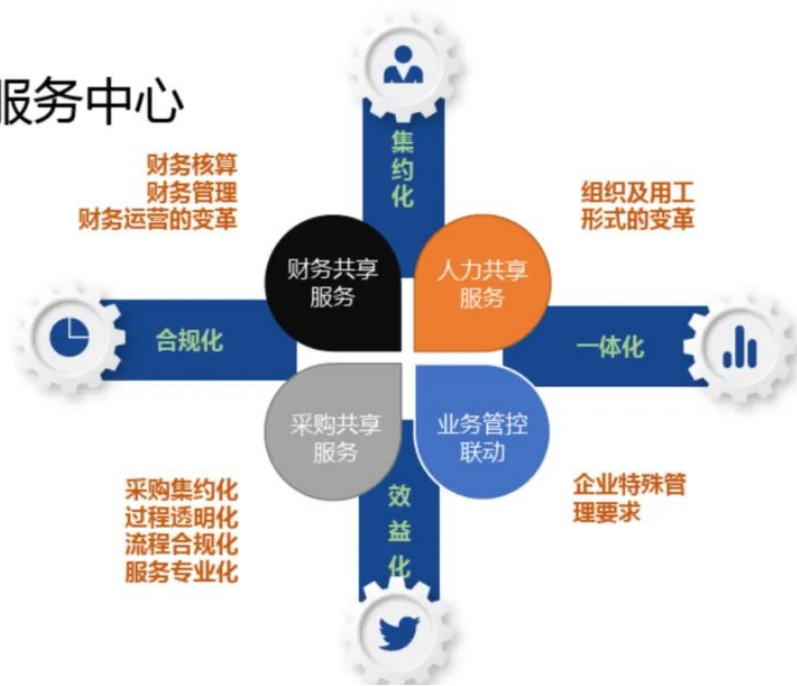 服务中心
集约化
财务核算
财务管理
财务运营的变革
组织及用工
形式的变革
财务共享
服务
人力共享
服务
合规化
一体化
采购共享
服务
业务管控
联动
采购集约化
过程透明化
流程合规化
服务专业化
效益化
企业特殊管
理要求